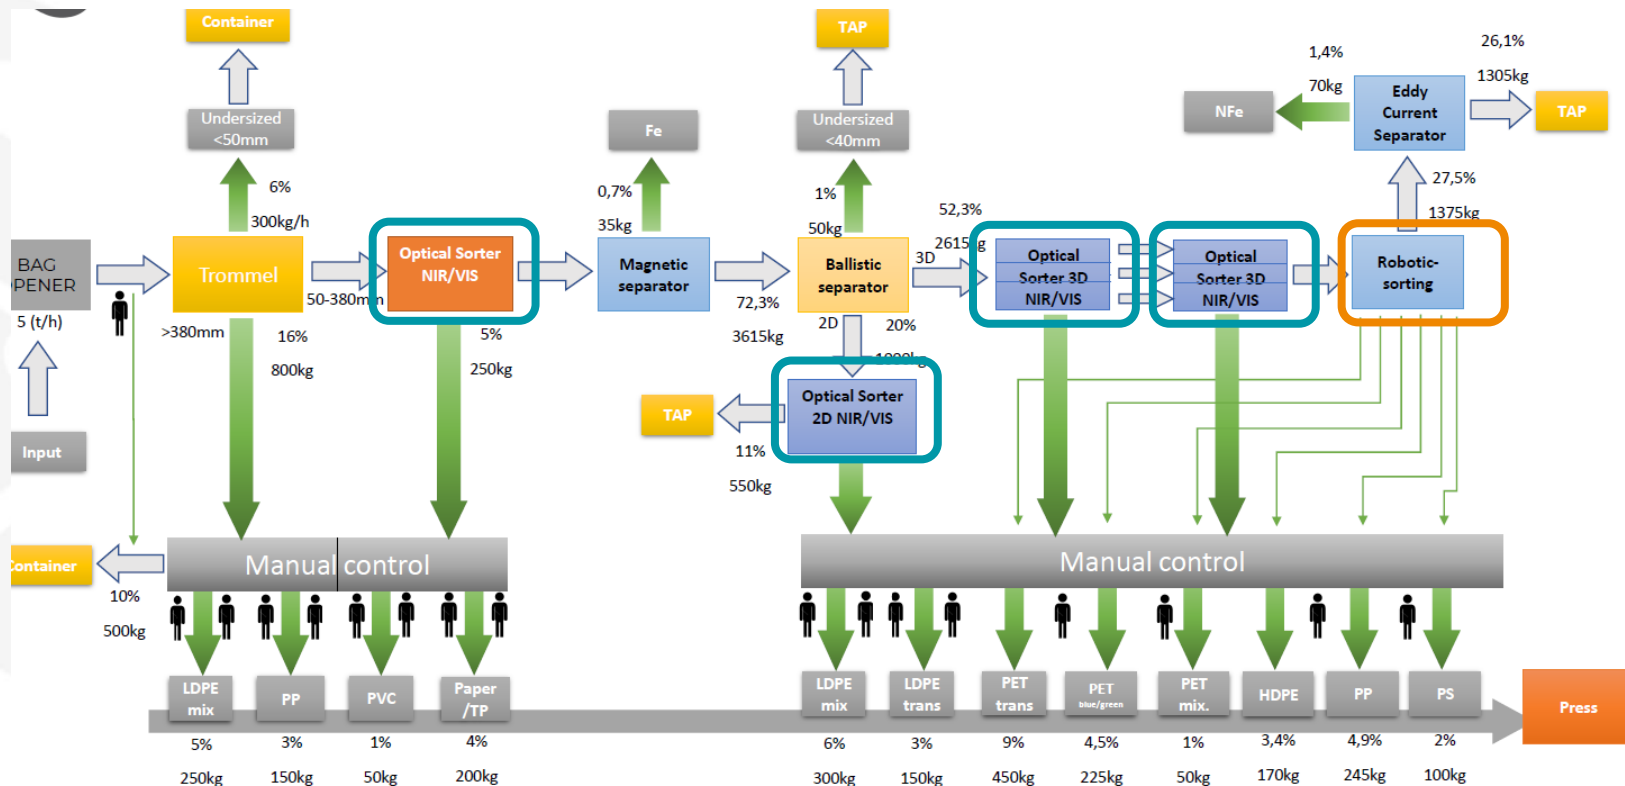 Container
TAP
26,1%
1,4%
1305kg
70kg
Eddy
Current
Separator
NFe
TAP
Undersized
<50mm
Fe
Undersized
<40mm
6%
300kg/h
0,7%
35kg
1%
50kg
52,3%
2615kg
27,5%
1375kg
BAG
OPENER
5 (t/h)
Trommel
Optical Sorter
NIR/VIS
Magnetic
separator
Ballistic
separator
3D
Optical
Sorter 3D
NIR/VIS
Optical
Sorter 3D
NIR/VIS
Robotic-
sorting
50-380mm
>380mm
16%
800kg
5%
250kg
72,3%
3615kg
2D
20%
1000kg
Optical Sorter
2D NIR/VIS
TAP
11%
550kg
Input
Container
10%
500kg
Manual control
Manual control
LDPE
mix
PP
PVC
Paper
/TP
LDPE
mix
LDPE
trans
PET
trans
PET
blue/green
PET
mix.
HDPE
PP
PS
Press
5%
3%
1%
4%
6%
3%
9%
4,5%
1%
3,4%
4,9%
2%
250kg
150kg
50kg
200kg
300kg
150kg
450kg
225kg
50kg
170kg
245kg
100kg